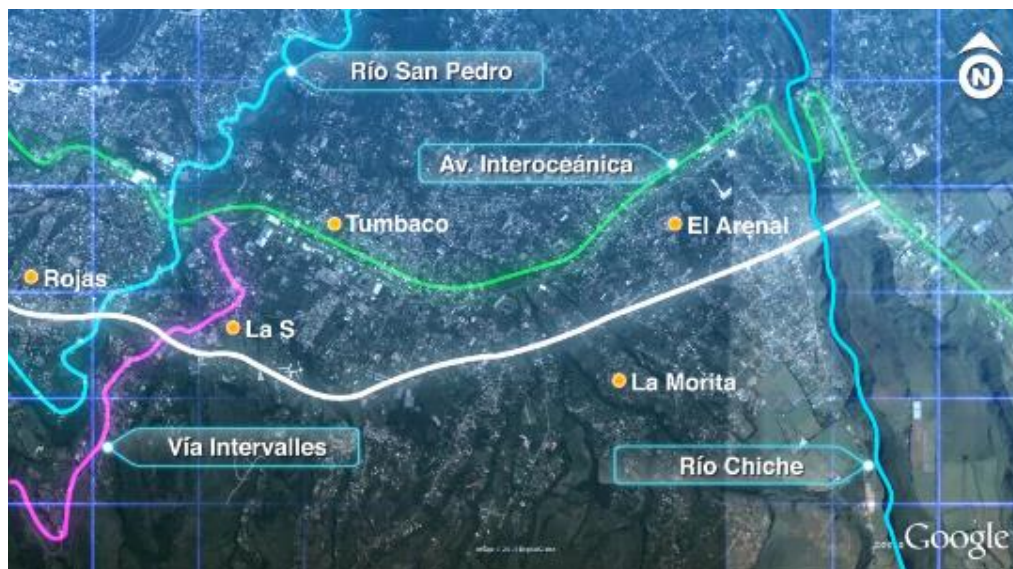 N
Río San Pedro
Av. Interoceánica
Tumbaco
El Arenal
Rojas
La S
La Morita
Vía Intervalles
Río Chiche
Google